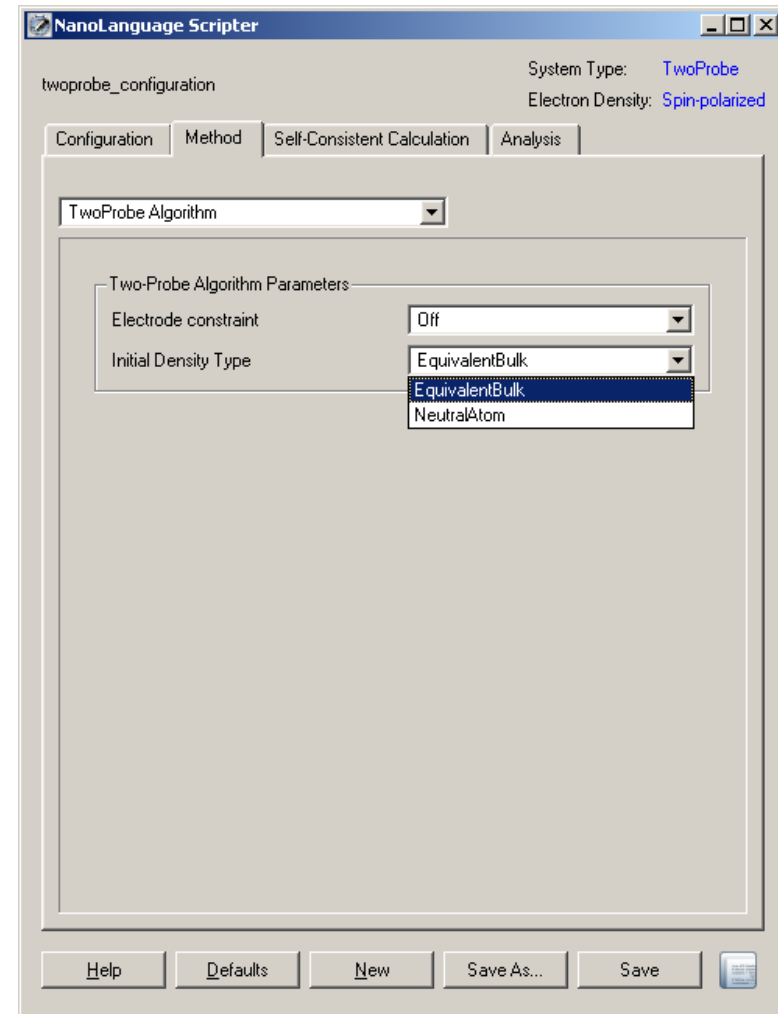 NanoLanguage Scripter
twoprobe_configuration
System Type: TwoProbe
Electron Density: Spin-polarized
Configuration Method Self-Consistent Calculation Analysis
TwoProbe Algorithm
Two-Probe Algorithm Parameters
Electrode constraint Off
Initial Density Type EquivalentBulk
EquivalentBulk
NeutralAtom
Help Defaults New Save As... Save